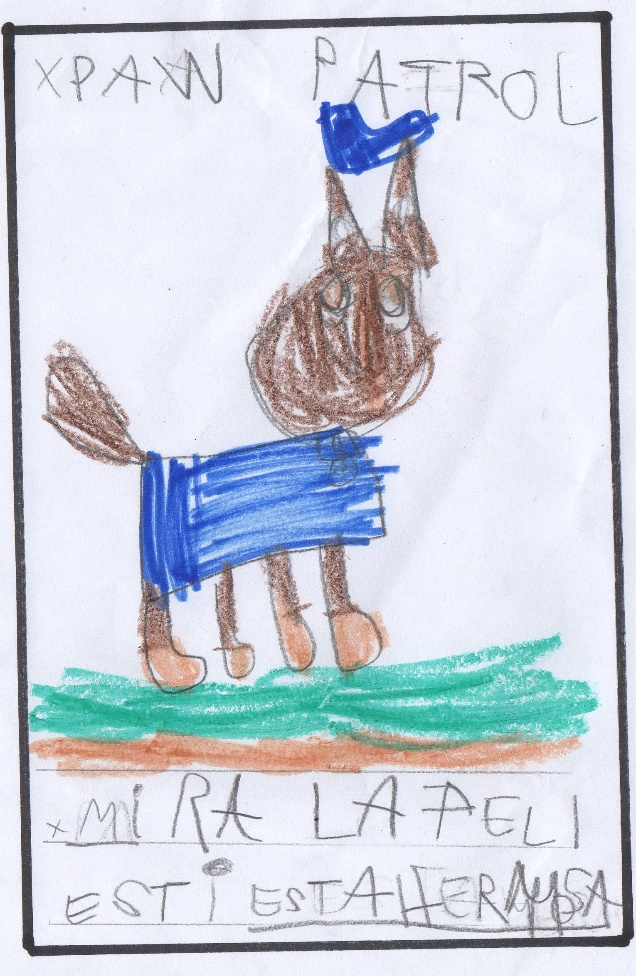 xPAW PATROL
x MiRA LA PELI
ESTi ESTA HERMOSA